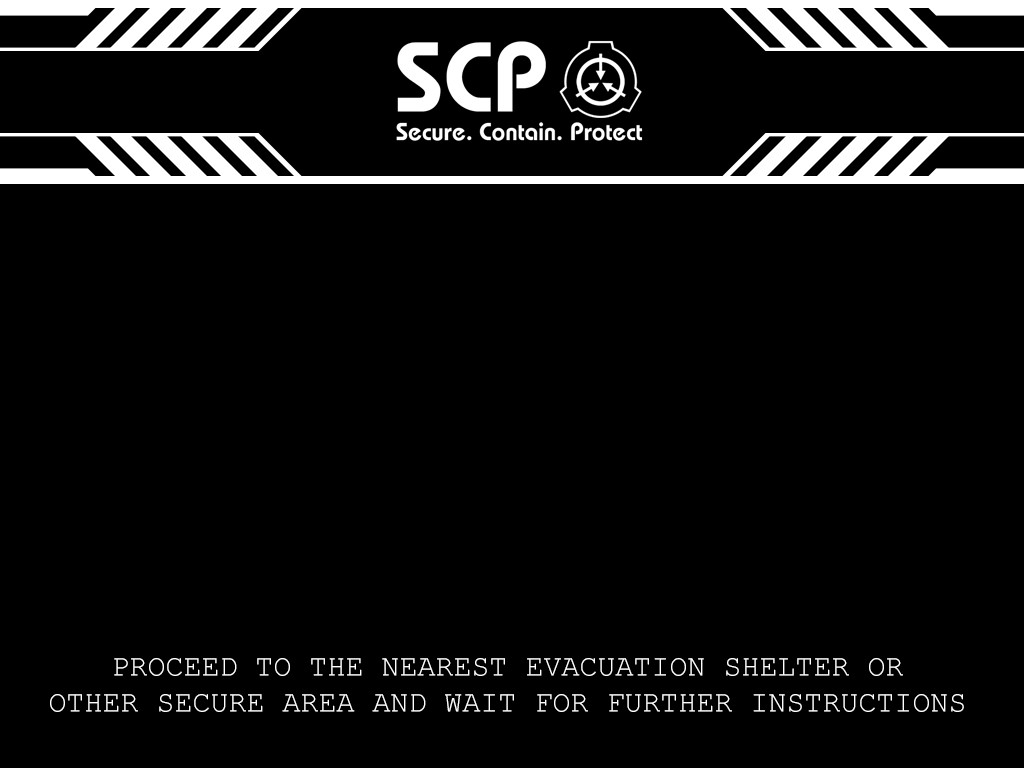 SCP
Secure. Contain. Protect
PROCEED TO THE NEAREST EVACUATION SHELTER OR
OTHER SECURE AREA AND WAIT FOR FURTHER INSTRUCTIONS